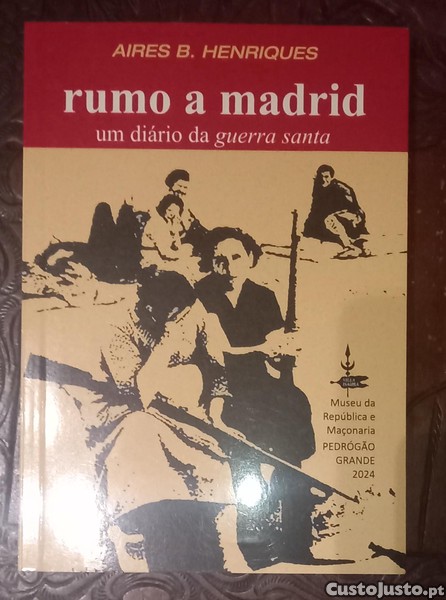 AIRES B. HENRIQUES
rumo a madrid
um diário da guerra santa
Museu da
República e
Maçonaria
PEDRÓGÃO
GRANDE
2024
CustoJusto.pt